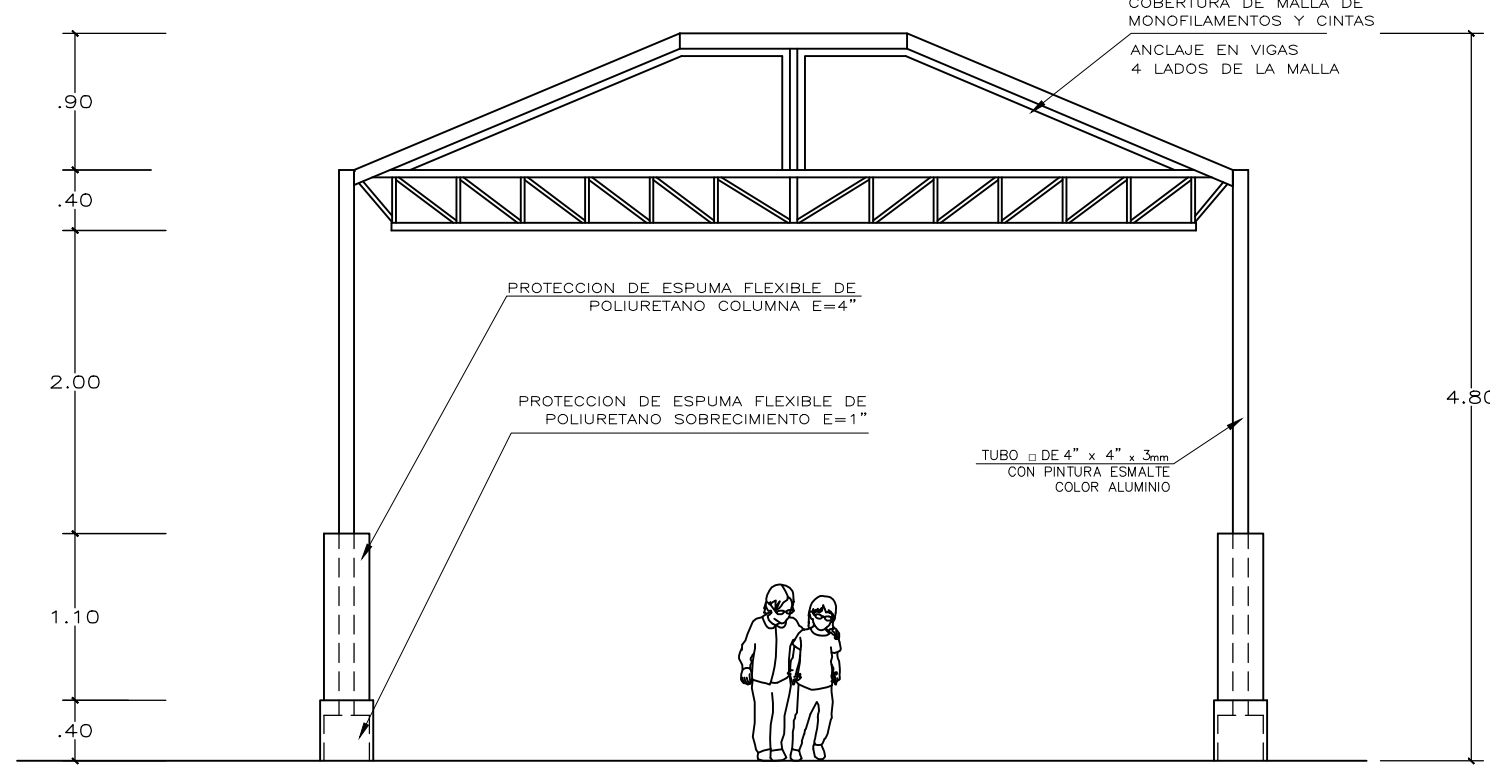 COBERTURA DE MALLA DE
MONOFILAMENTOS Y CINTAS
ANCLAJE EN VIGAS
4 LADOS DE LA MALLA
.90
.40
2.00
1.10
.40
4.80
PROTECCION DE ESPUMA FLEXIBLE DE
POLIURETANO COLUMNA E=4"
PROTECCION DE ESPUMA FLEXIBLE DE
POLIURETANO SOBRECIMIENTO E=1"
TUBO □ DE 4" x 4" x 3mm
CON PINTURA ESMALTE
COLOR ALUMINIO